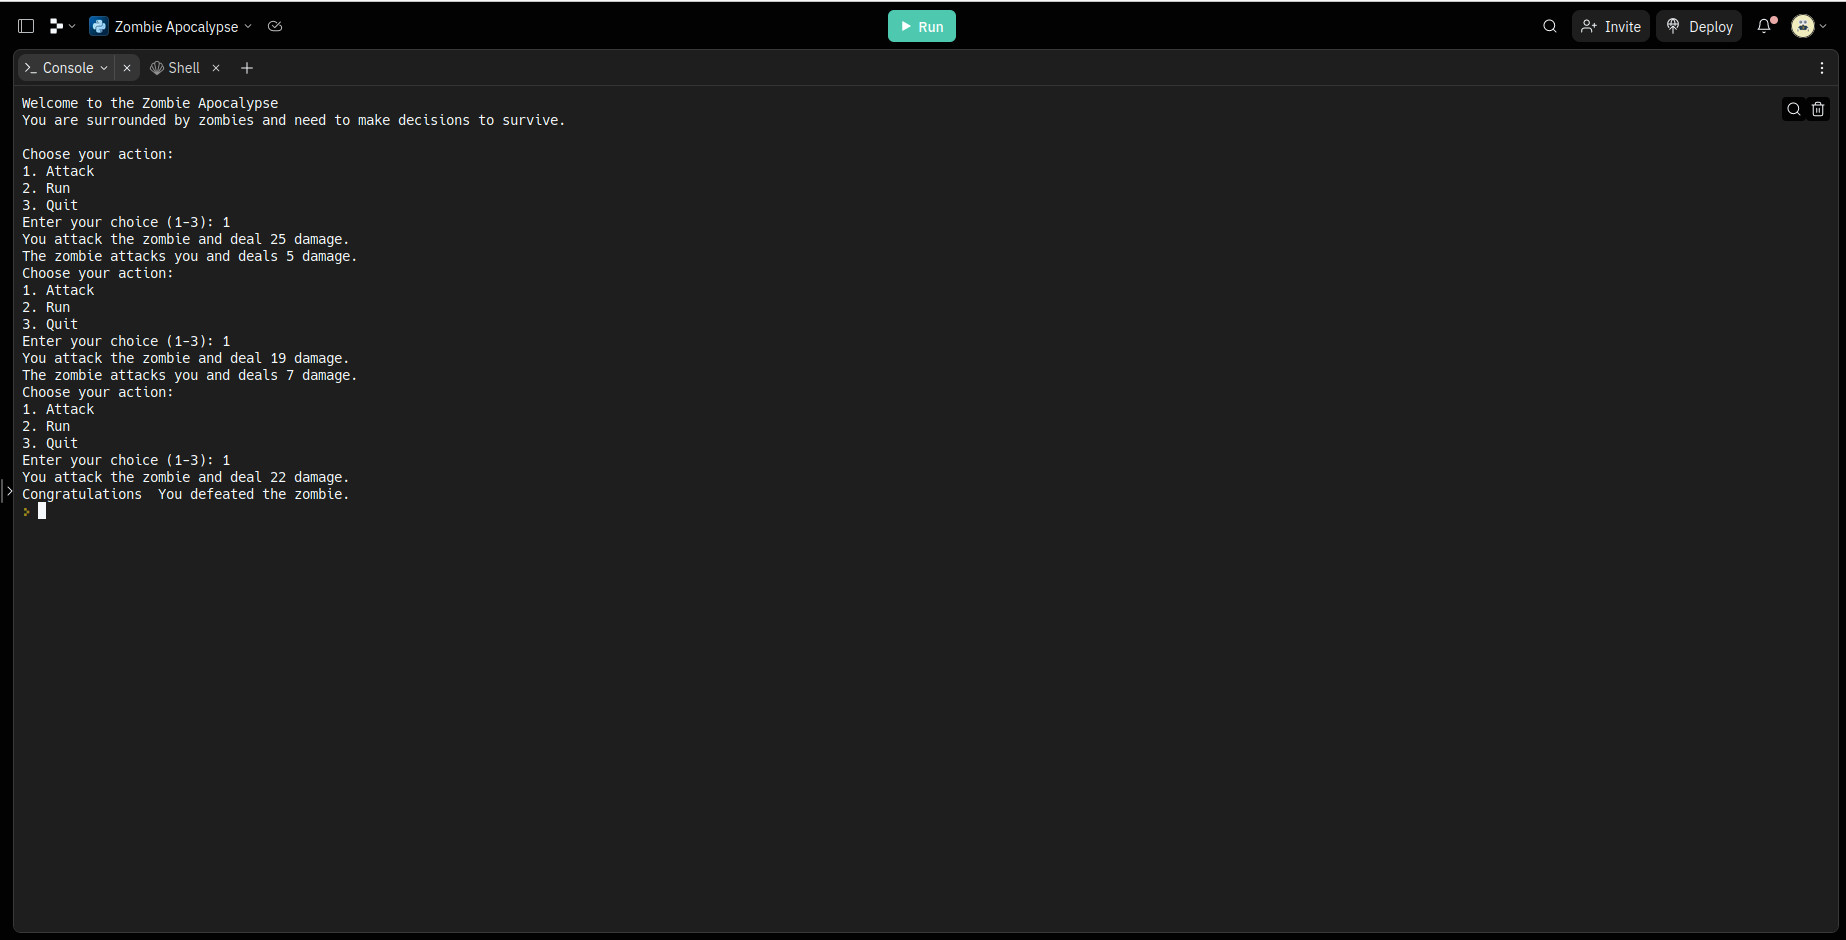 Zombie Apocalypse
Run
Invite
Deploy
>_ Console
Shell
Welcome to the Zombie Apocalypse
You are surrounded by zombies and need to make decisions to survive.
Choose your action:
1. Attack
2. Run
3. Quit
Enter your choice (1-3): 1
You attack the zombie and deal 25 damage.
The zombie attacks you and deals 5 damage.
Choose your action:
1. Attack
2. Run
3. Quit
Enter your choice (1-3): 1
You attack the zombie and deal 19 damage.
The zombie attacks you and deals 7 damage.
Choose your action:
1. Attack
2. Run
3. Quit
Enter your choice (1-3): 1
You attack the zombie and deal 22 damage.
Congratulations  You defeated the zombie.